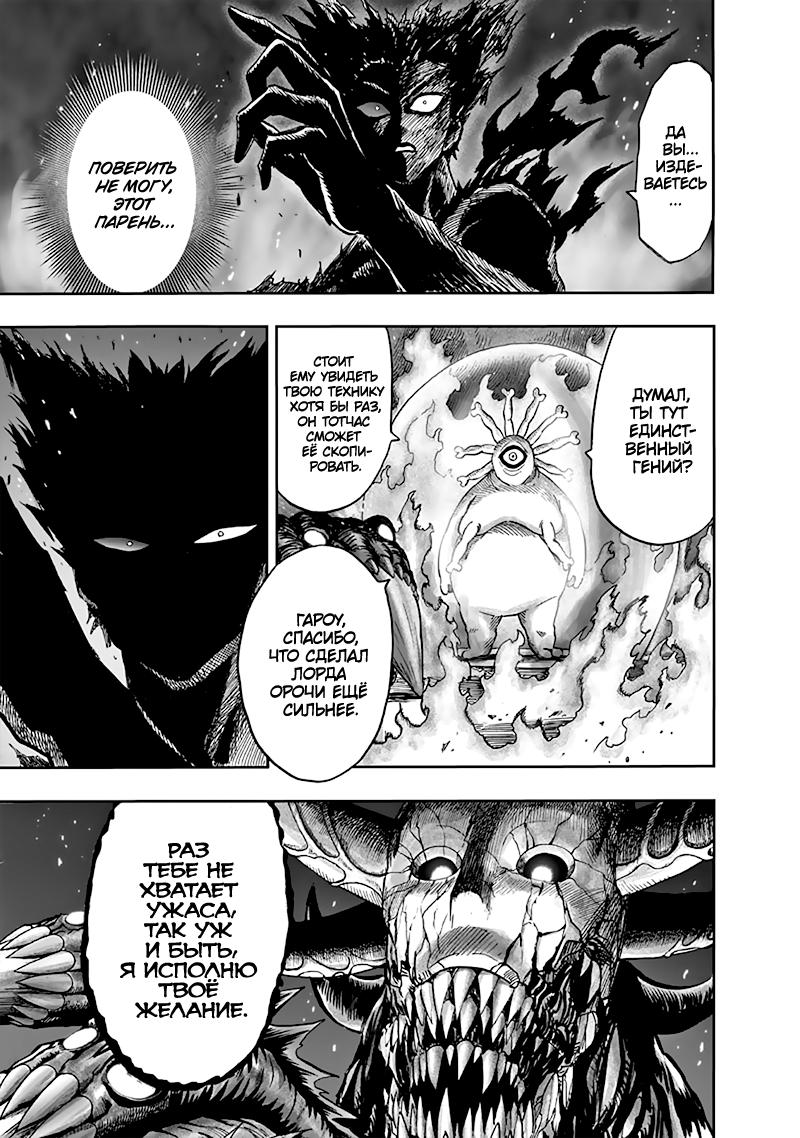 ДА
ВЫ...
ИЗДЕ-
ВАЕТЕСЬ
...
ПОВЕРИТЬ
НЕ МОГУ,
ЭТОТ
ПАРЕНЬ...
ДУМАЛ,
ТЫ ТУТ
ЕДИНСТ-
ВЕННЫЙ
ГЕНИЙ?
СТОИТ
ЕМУ УВИДЕТЬ
ТВОЮ ТЕХНИКУ
ХОТЯ БЫ РАЗ,
ОН ТОТЧАС
СМОЖЕТ
ЕЁ СКОПИ-
РОВАТЬ.
ГАРОУ,
СПАСИБО,
ЧТО СДЕЛАЛ
ЛОРДА
ОРОЧИ ЕЩЁ
СИЛЬНЕЕ.
РАЗ
ТЕБЕ НЕ
ХВАТАЕТ
УЖАСА,
ТАК УЖ
И БЫТЬ,
Я ИСПОЛНЮ
ТВОЁ
ЖЕЛАНИЕ.